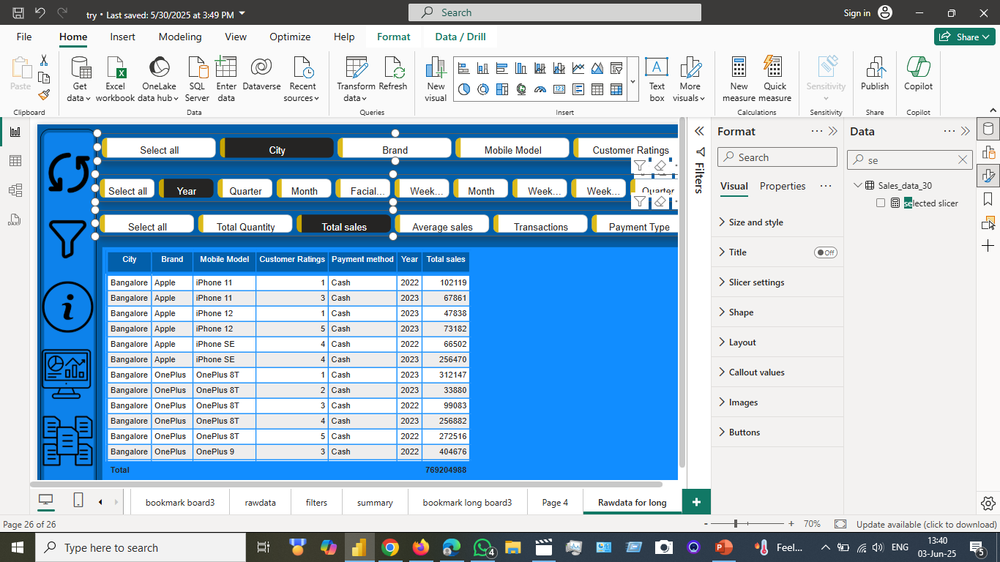 try • Last saved: 5/30/2025 at 3:49 PM
Search
Sign in
File
Home
Insert
Modeling
View
Optimize
Help
Format
Data / Drill
Share
Paste
Clipboard
Get data
Excel workbook
OneLake data hub
SQL Server
Enter data
Dataverse
Recent sources
Data
Transform data
Refresh
Queries
New visual
Text box
More visuals
Insert
New measure
Quick measure
Calculations
Sensitivity
Sensitivity
Publish
Share
Copilot
Copilot
Select all City Brand Mobile Model Customer Ratings
Select all Year Quarter Month Facial... Week... Month Week... Week... Quarter
Select all Total Quantity Total sales Average sales Transactions Payment Type
City Brand Mobile Model Customer Ratings Payment method Year Total sales
Bangalore Apple iPhone 11 1 Cash 2022 102119
Bangalore Apple iPhone 11 3 Cash 2023 67861
Bangalore Apple iPhone 12 1 Cash 2023 47838
Bangalore Apple iPhone 12 5 Cash 2023 73182
Bangalore Apple iPhone SE 4 Cash 2022 66502
Bangalore Apple iPhone SE 4 Cash 2023 256470
Bangalore OnePlus OnePlus 8T 1 Cash 2023 312147
Bangalore OnePlus OnePlus 8T 2 Cash 2023 33880
Bangalore OnePlus OnePlus 8T 3 Cash 2022 99083
Bangalore OnePlus OnePlus 8T 4 Cash 2023 256882
Bangalore OnePlus OnePlus 8T 5 Cash 2022 272516
Bangalore OnePlus OnePlus 9 3 Cash 2022 404676
Total 769204988
Filters
Format
Search
Visual
Properties
Size and style
Title
Off
Slicer settings
Shape
Layout
Callout values
Images
Buttons
Data
se
Sales_data_30
selected slicer
DAX
bookmark board3
rawdata
filters
summary
bookmark long board3
Page 4
Rawdata for long
Page 26 of 26
70%
Update available (click to download)
Type here to search
4
Feel...
ENG
13:40
03-Jun-25
5